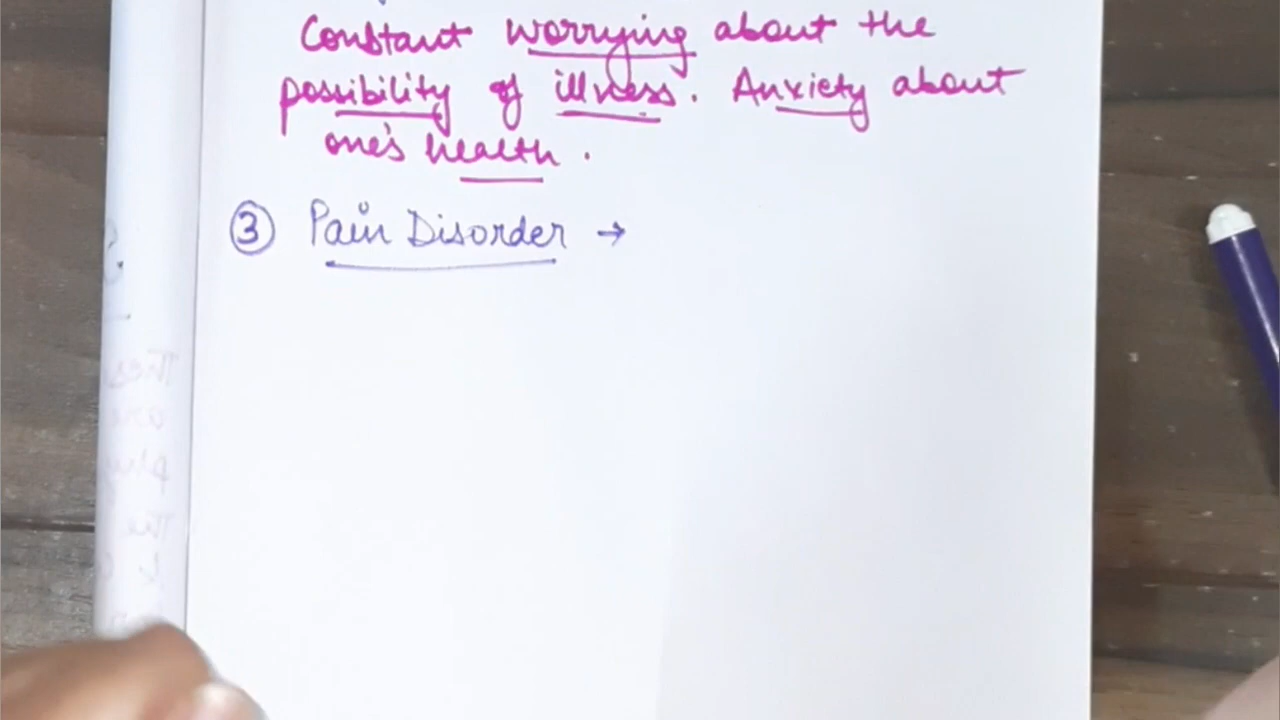 Constant worrying about the
possibility of illness. Anxiety about
one's health.
③ Pain Disorder →